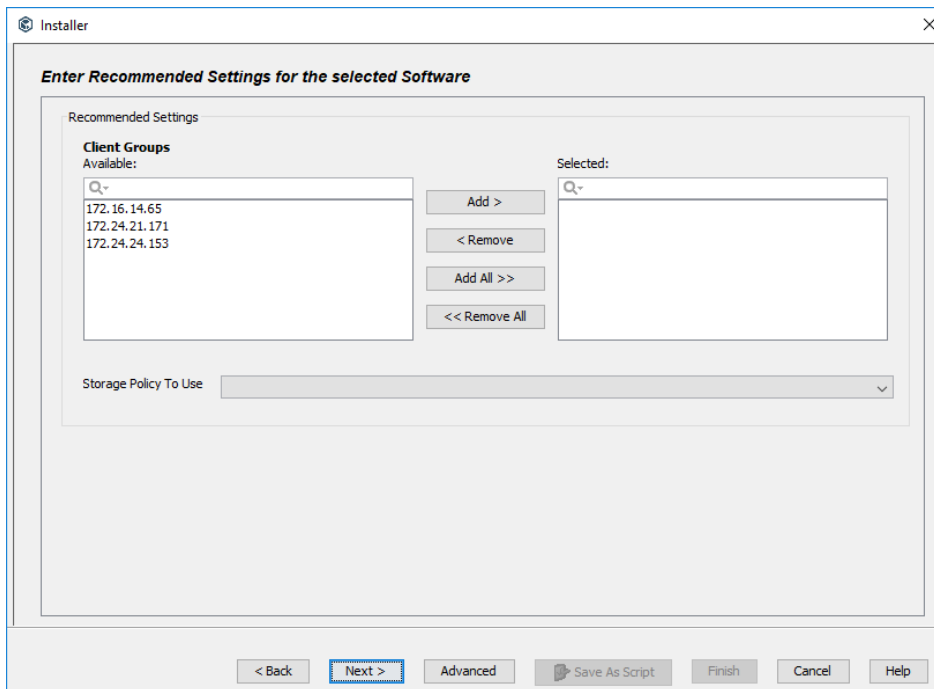 Installer
Enter Recommended Settings for the selected Software
Recommended Settings
Client Groups
Available:
Selected:
172.16.14.65
172.24.21.171
172.24.24.153
Add >
< Remove
Add All >>
<< Remove All
Storage Policy To Use
< Back
Next >
Advanced
Save As Script
Finish
Cancel
Help